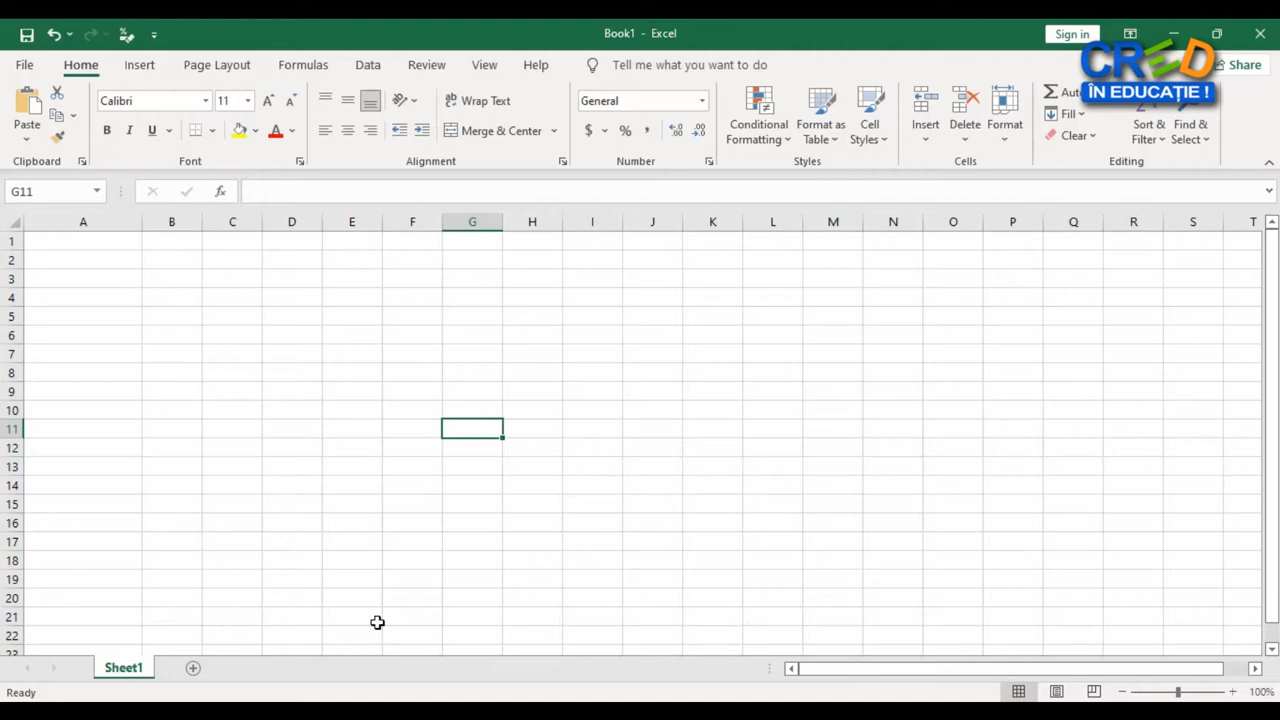 Book1 - Excel
Sign in
File Home Insert Page Layout Formulas Data Review View Help Tell me what you want to do Share
CRED
ÎN EDUCAȚIE !
Calibri 11 Wrap Text General
Paste B I U Merge & Center $ % Conditional Formatting Format as Table Cell Styles Insert Delete Format Fill Clear Sort & Filter Find & Select
Clipboard Font Alignment Number Styles Cells Editing
G11 fx
A B C D E F G H I J K L M N O P Q R S T
1
2
3
4
5
6
7
8
9
10
11
12
13
14
15
16
17
18
19
20
21
22
23
Sheet1
Ready 100%